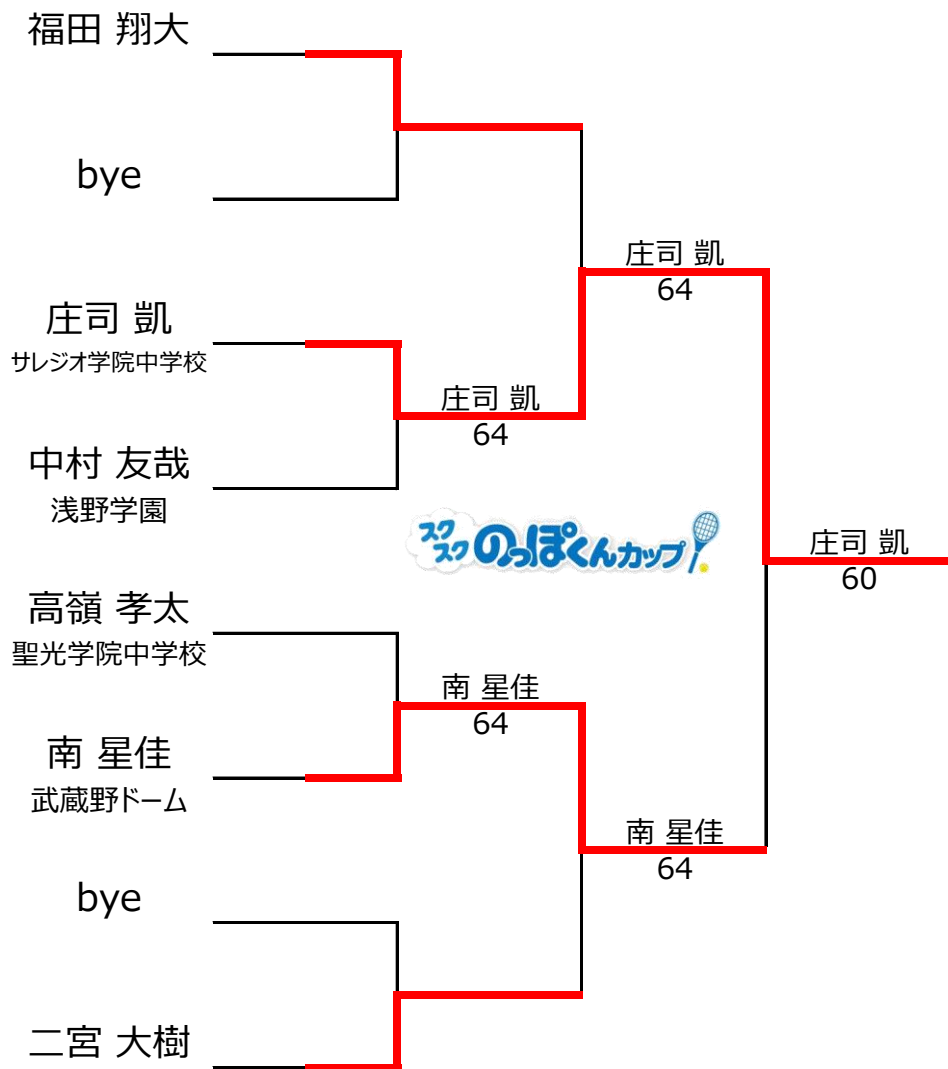 福田 翔大
bye
庄司 凱
64
庄司 凱
サレジオ学院中学校
庄司 凱
64
中村 友哉
浅野学園
スクスク のっぽくんカップ
庄司 凱
60
高嶺 孝太
聖光学院中学校
南 星佳
64
南 星佳
武蔵野ドーム
南 星佳
64
bye
二宮 大樹